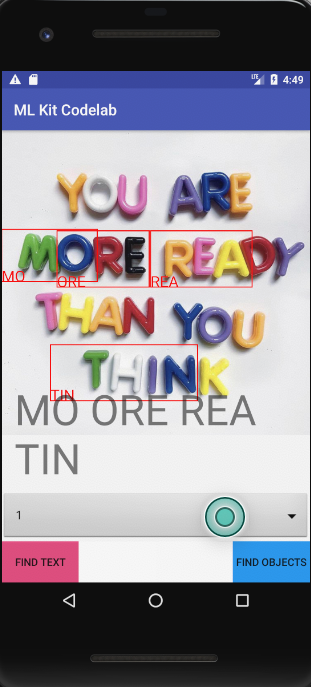 LTE 4:49
ML Kit Codelab
YOU ARE
MORE READY
MO ORE REA
THAN YOU
THINK
TIN
MO ORE REA
TIN
1
FIND TEXT FIND OBJECTS